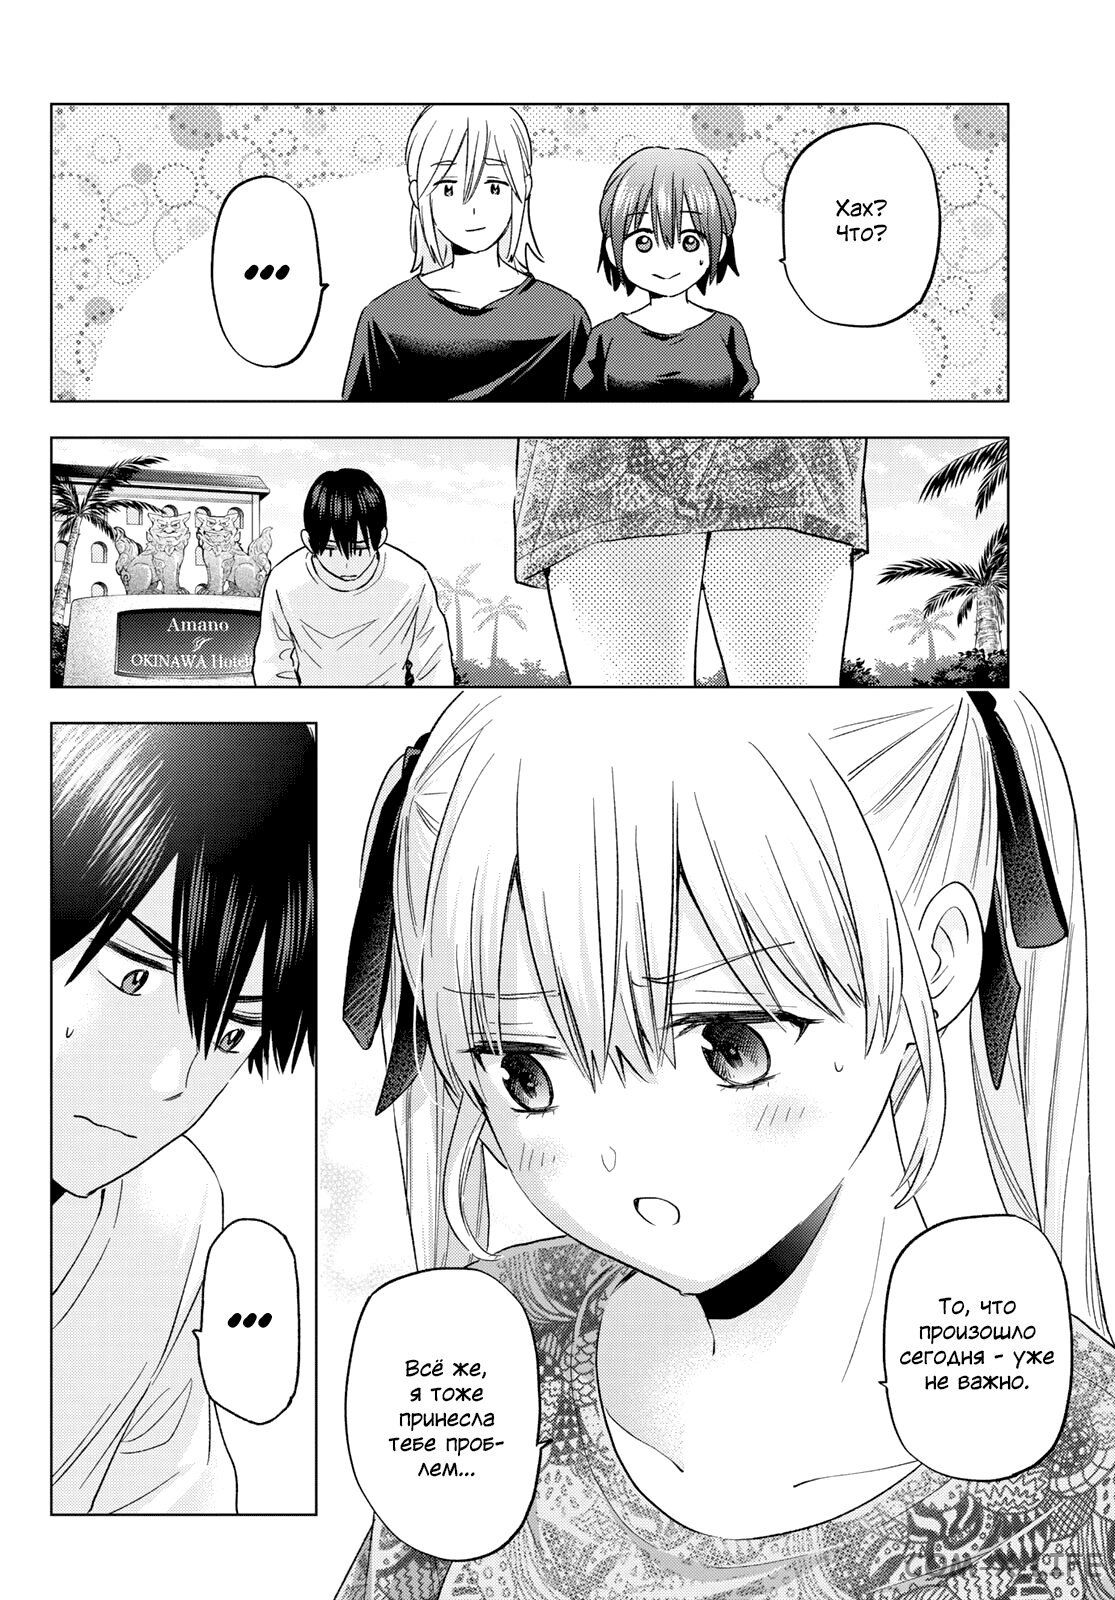 Хах?
Что?
...
Amano
OKINAWA Hotel
То, что
произошло
сегодня - уже
не важно.
Всё же,
я тоже
принесла
тебе проб-
лем...
...